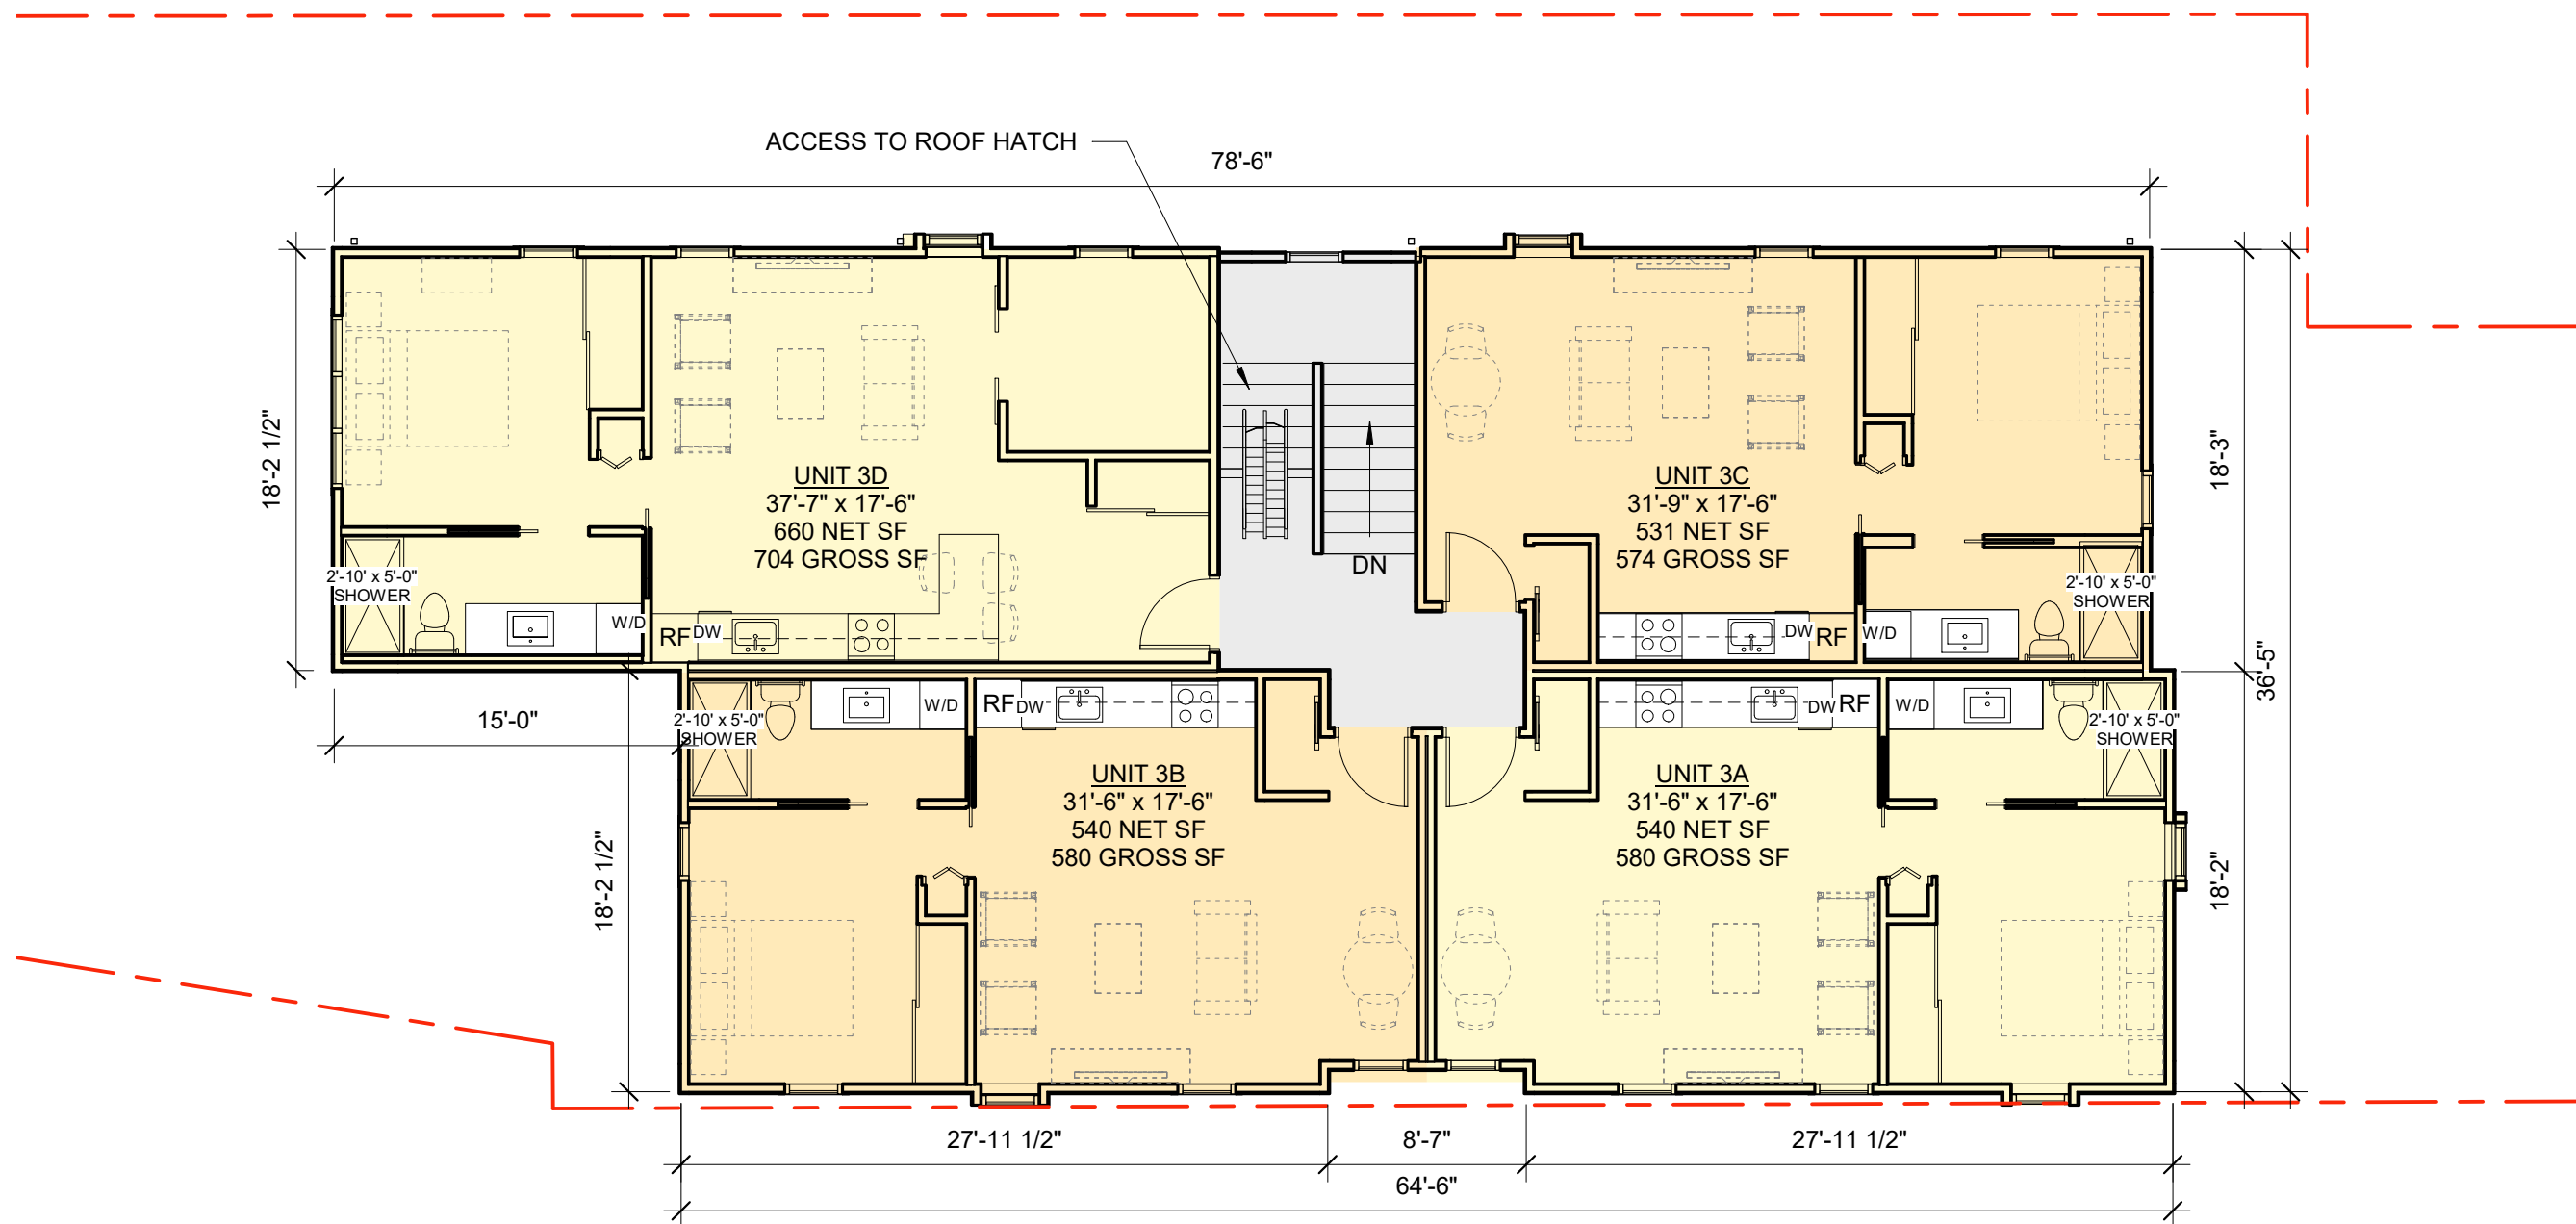 ACCESS TO ROOF HATCH
78'-6"
18'-2 1/2"
UNIT 3D
37'-7" x 17'-6"
660 NET SF
704 GROSS SF
2'-10' x 5'-0"
SHOWER
W/D
RF
DW
DN
UNIT 3C
31'-9" x 17'-6"
531 NET SF
574 GROSS SF
DW
RF
W/D
2'-10' x 5'-0"
SHOWER
18'-3"
36'-5"
15'-0"
18'-2 1/2"
2'-10' x 5'-0"
SHOWER
W/D
RF
DW
UNIT 3B
31'-6" x 17'-6"
540 NET SF
580 GROSS SF
DW
RF
W/D
2'-10' x 5'-0"
SHOWER
UNIT 3A
31'-6" x 17'-6"
540 NET SF
580 GROSS SF
18'-2"
27'-11 1/2"
8'-7"
27'-11 1/2"
64'-6"